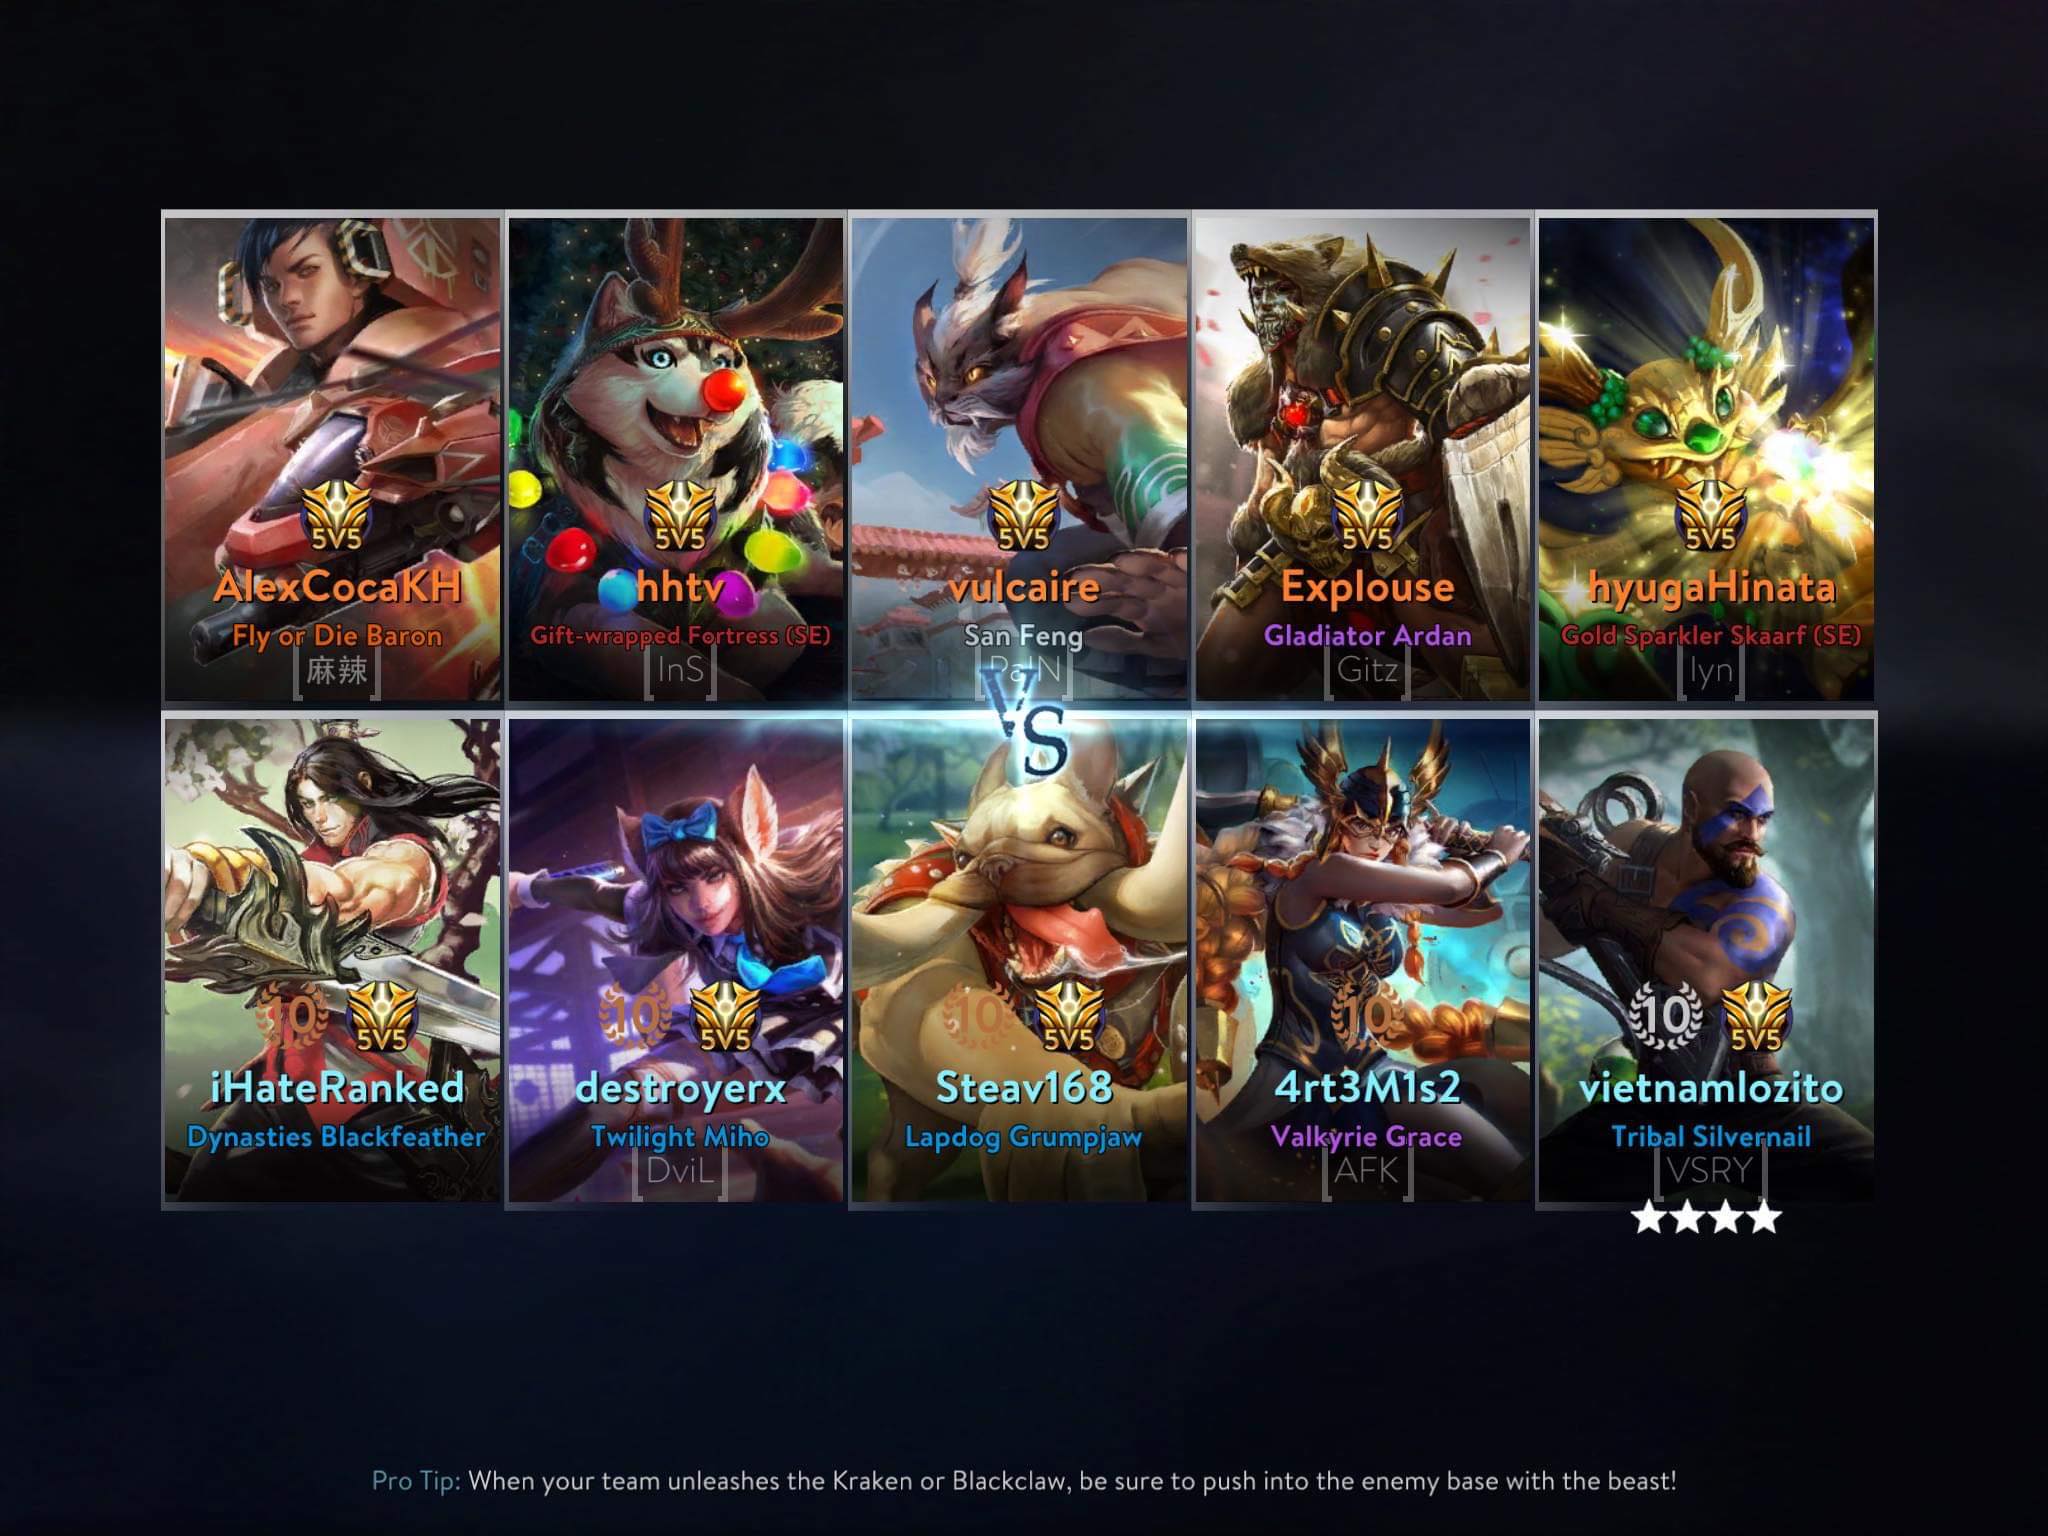 5V5
AlexCocaKH
Fly or Die Baron
[麻辣]
5V5
hhtv
Gift-wrapped Fortress (SE)
[InS]
5V5
vulcaire
San Feng
[PaIN]
5V5
Explouse
Gladiator Ardan
[Gitz]
5V5
hyugaHinata
Gold Sparkler Skaarf (SE)
VS
10 5V5
iHateRanked
Dynasties Blackfeather
10 5V5
destroyerx
Twilight Miho
[DviL]
10 5V5
Steav168
Lapdog Grumpjaw
10
4rt3M1s2
Valkyrie Grace
[AFK]
10 5V5
vietnamlozito
Tribal Silvernail
[VSRY]
Pro Tip: When your team unleashes the Kraken or Blackclaw, be sure to push into the enemy base with the beast!